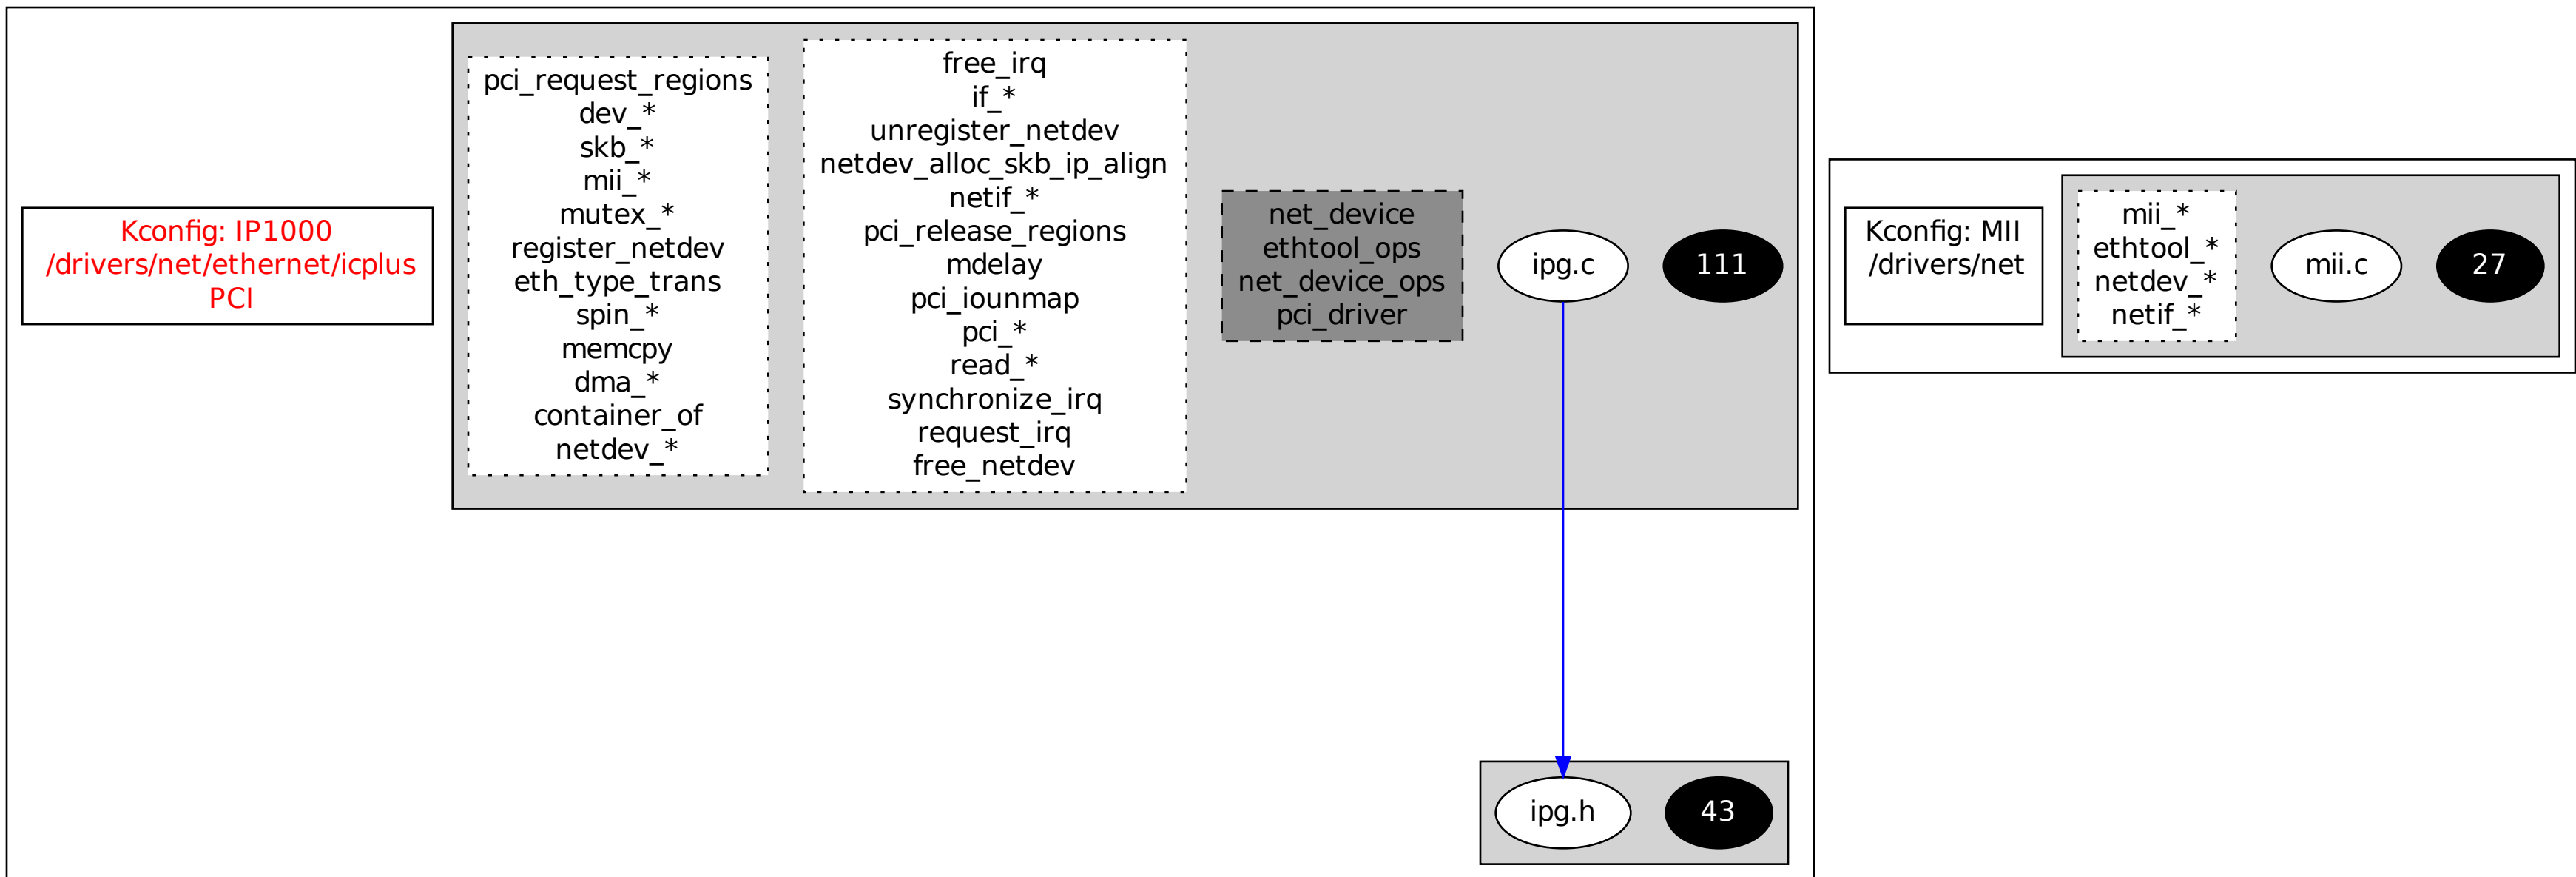 Kconfig: IP1000
/drivers/net/ethernet/icplus
PCI
pci_request_regions
dev_*
skb_*
mii_*
mutex_*
register_netdev
eth_type_trans
spin_*
memcpy
dma_*
container_of
netdev_*
free_irq
if_*
unregister_netdev
netdev_alloc_skb_ip_align
netif_*
pci_release_regions
mdelay
pci_iounmap
pci_*
read_*
synchronize_irq
request_irq
free_netdev
net_device
ethtool_ops
net_device_ops
pci_driver
ipg.c
111
ipg.h
43
Kconfig: MII
/drivers/net
mii_*
ethtool_*
netdev_*
netif_*
mii.c
27